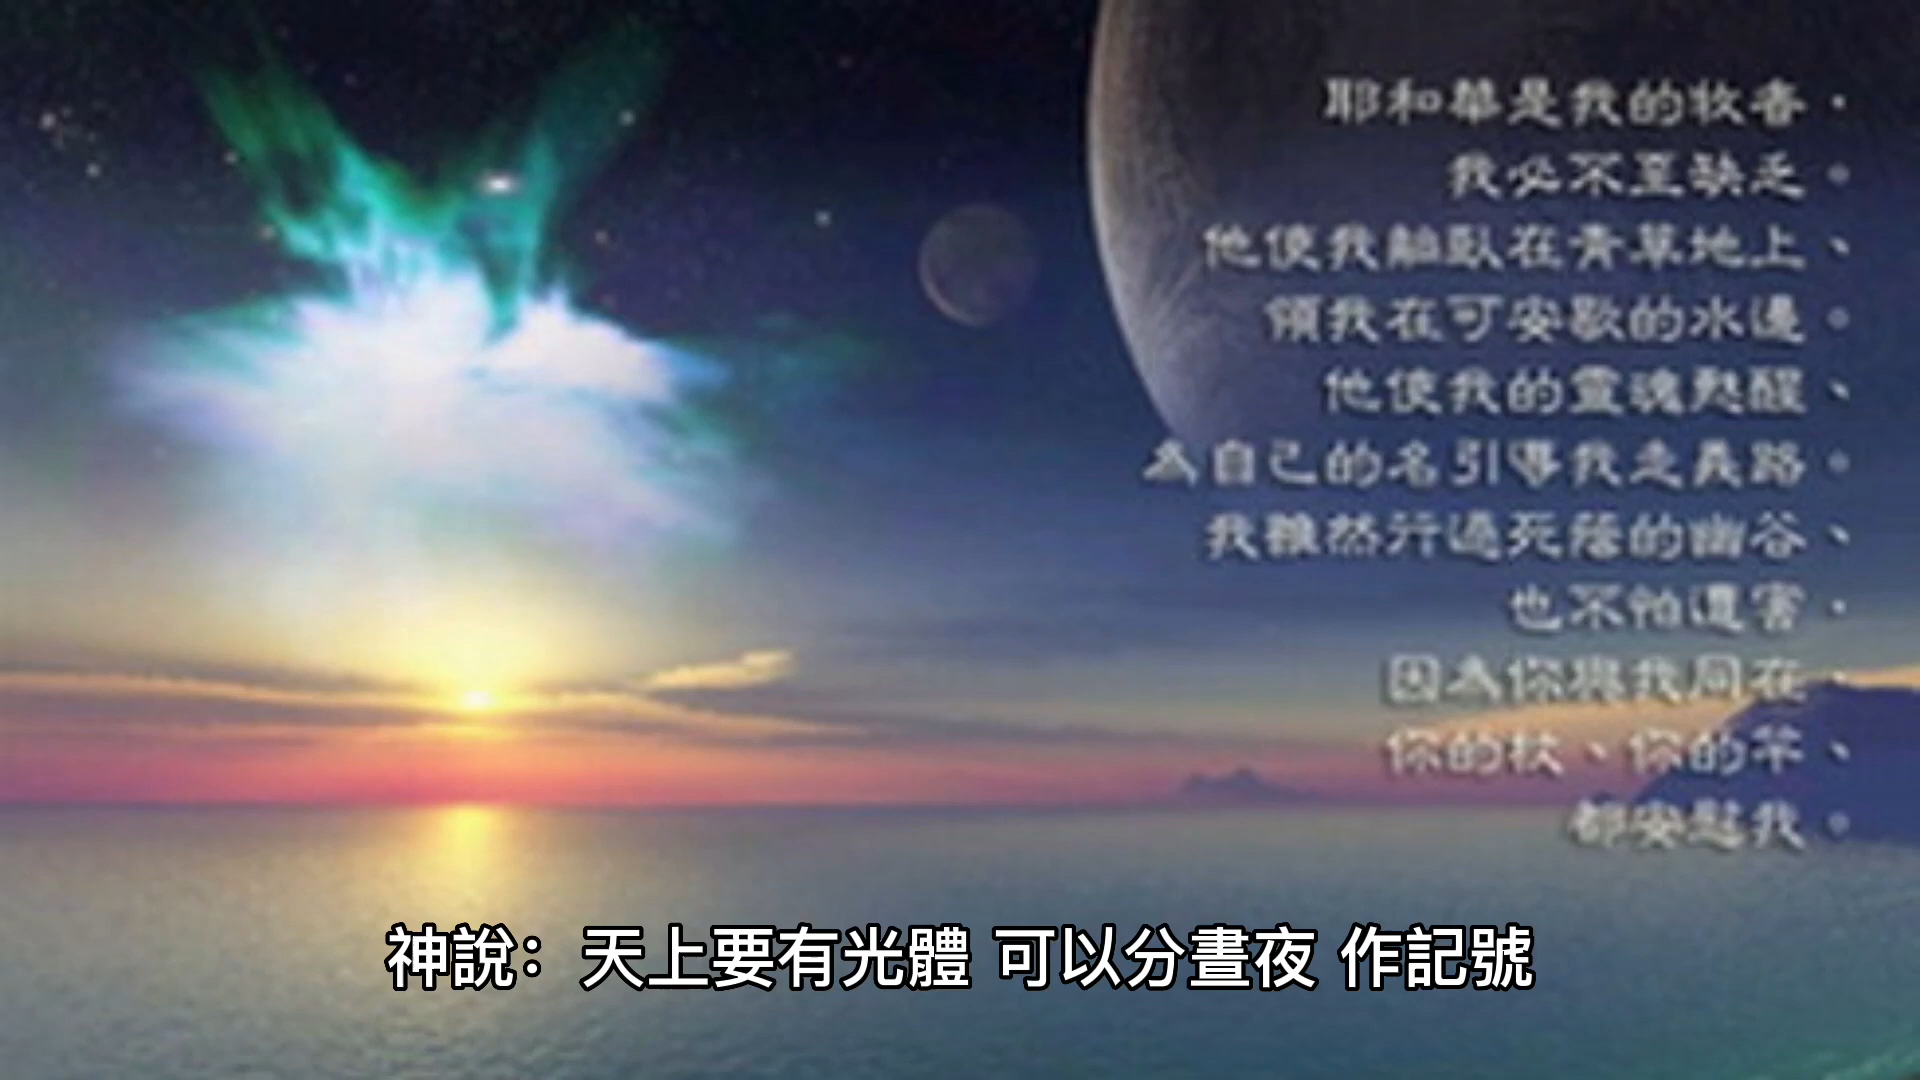 耶和華是我的牧者．
我必不至缺乏。
他使我躺臥在青草地上、
領我在可安歇的水邊。
他使我的靈魂甦醒、
為自己的名引導我走義路。
我雖然行過死蔭的幽谷、
也不怕遭害．
因為你與我同在、
你的杖、你的竿、
都安慰我。
神說：天上要有光體 可以分晝夜 作記號